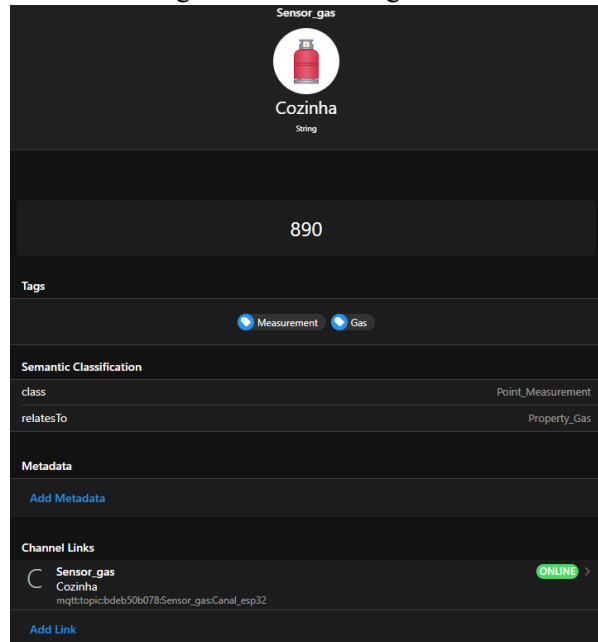 Sensor_gas
Cozinha
String
890
Tags
Measurement Gas
Semantic Classification
class Point_Measurement
relatesTo Property_Gas
Metadata
Add Metadata
Channel Links
C Sensor_gas ONLINE
Cozinha
mqtt:topic:bdeb50b078:Sensor_gas:Canal_esp32
Add Link